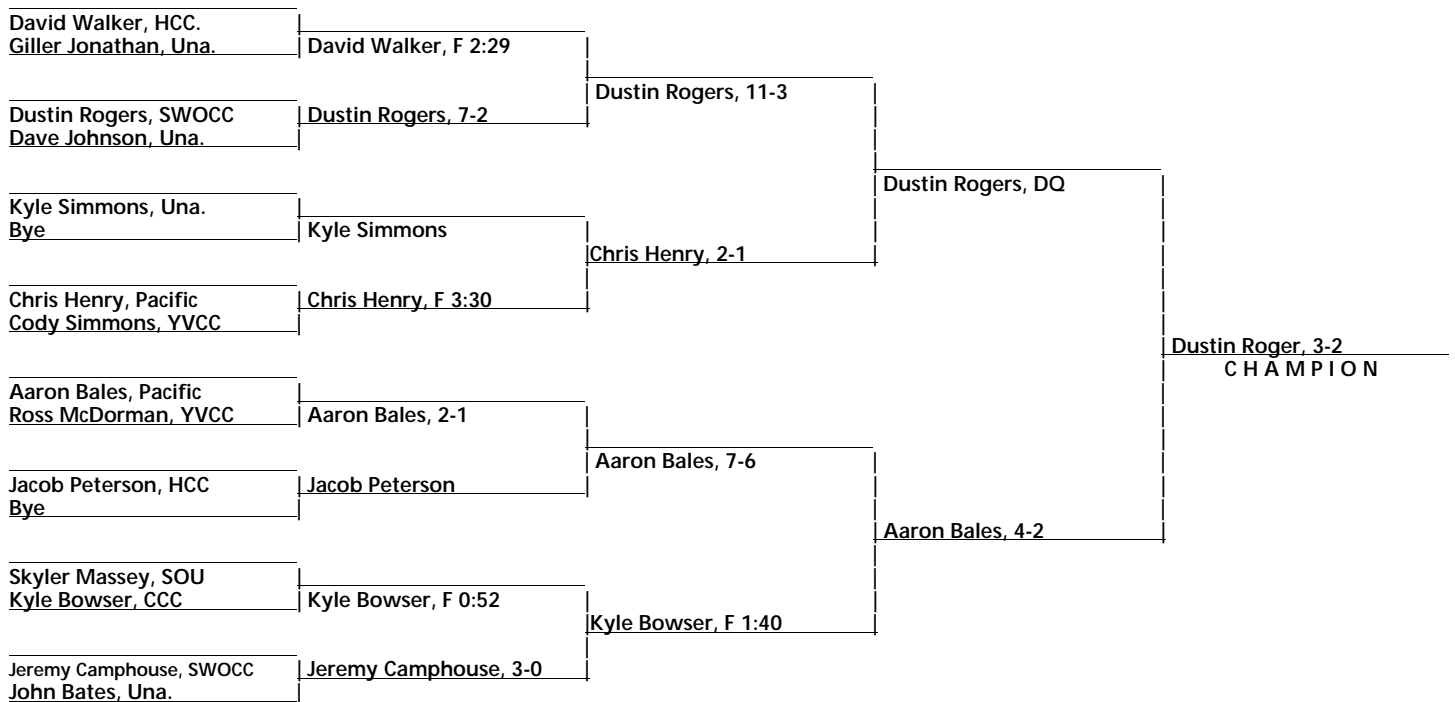 David Walker, HCC.
Giller Jonathan, Una.
David Walker, F 2:29
Dustin Rogers, 11-3
Dustin Rogers, SWOCC
Dustin Rogers, 7-2
Dave Johnson, Una.
Dustin Rogers, DQ
Kyle Simmons, Una.
Bye
Kyle Simmons
Chris Henry, 2-1
Chris Henry, Pacific
Chris Henry, F 3:30
Cody Simmons, YVCC
Dustin Roger, 3-2
CHAMPION
Aaron Bales, Pacific
Ross McDorman, YVCC
Aaron Bales, 2-1
Aaron Bales, 7-6
Jacob Peterson, HCC
Jacob Peterson
Bye
Aaron Bales, 4-2
Skyler Massey, SOU
Kyle Bowser, CCC
Kyle Bowser, F 0:52
Kyle Bowser, F 1:40
Jeremy Camphouse, SWOCC
Jeremy Camphouse, 3-0
John Bates, Una.